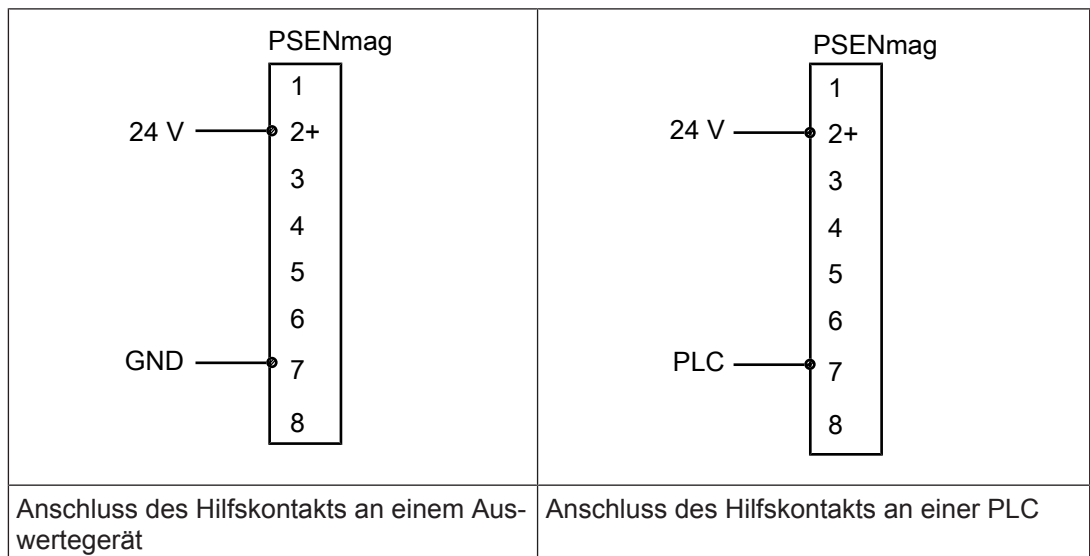 PSENmag
1
24 V 2+
3
4
5
6
GND 7
8
Anschluss des Hilfskontakts an einem Aus-
wertegerät
PSENmag
1
24 V 2+
3
4
5
6
PLC 7
8
Anschluss des Hilfskontakts an einer PLC